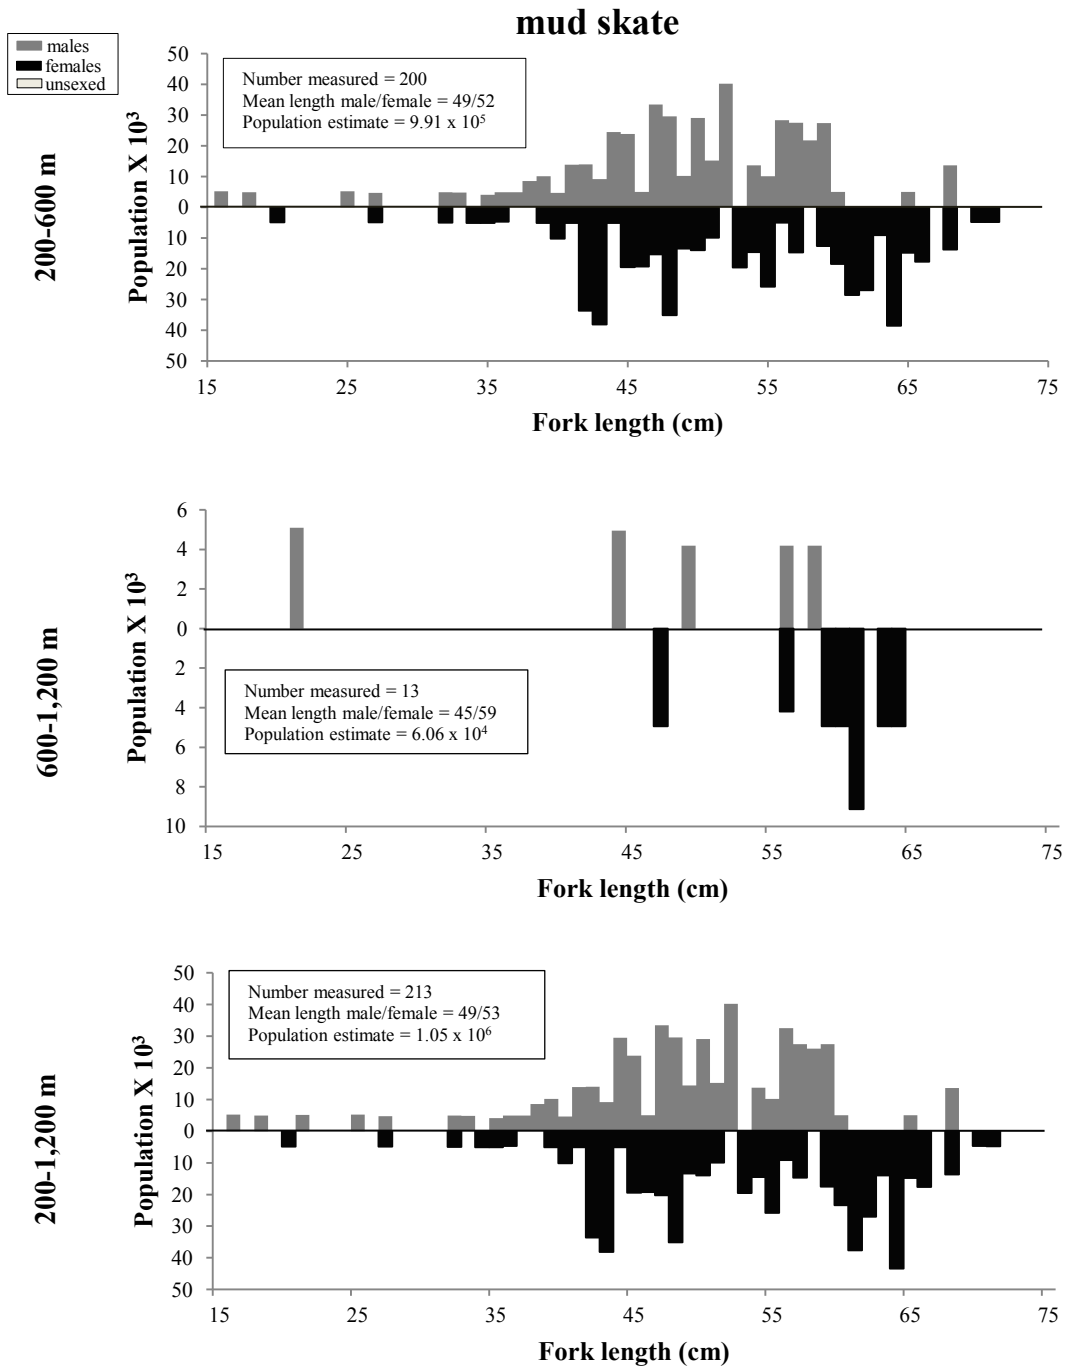 mud skate
males
females
unsexed
200-600 m
Population X 10³
50
40
30
20
10
0
10
20
30
40
50
Number measured = 200
Mean length male/female = 49/52
Population estimate = 9.91 x 10⁵
15 25 35 45 55 65 75
Fork length (cm)
600-1,200 m
Population X 10³
6
4
2
0
2
4
6
8
10
Number measured = 13
Mean length male/female = 45/59
Population estimate = 6.06 x 10⁴
15 25 35 45 55 65 75
Fork length (cm)
200-1,200 m
Population X 10³
50
40
30
20
10
0
10
20
30
40
50
Number measured = 213
Mean length male/female = 49/53
Population estimate = 1.05 x 10⁶
15 25 35 45 55 65 75
Fork length (cm)